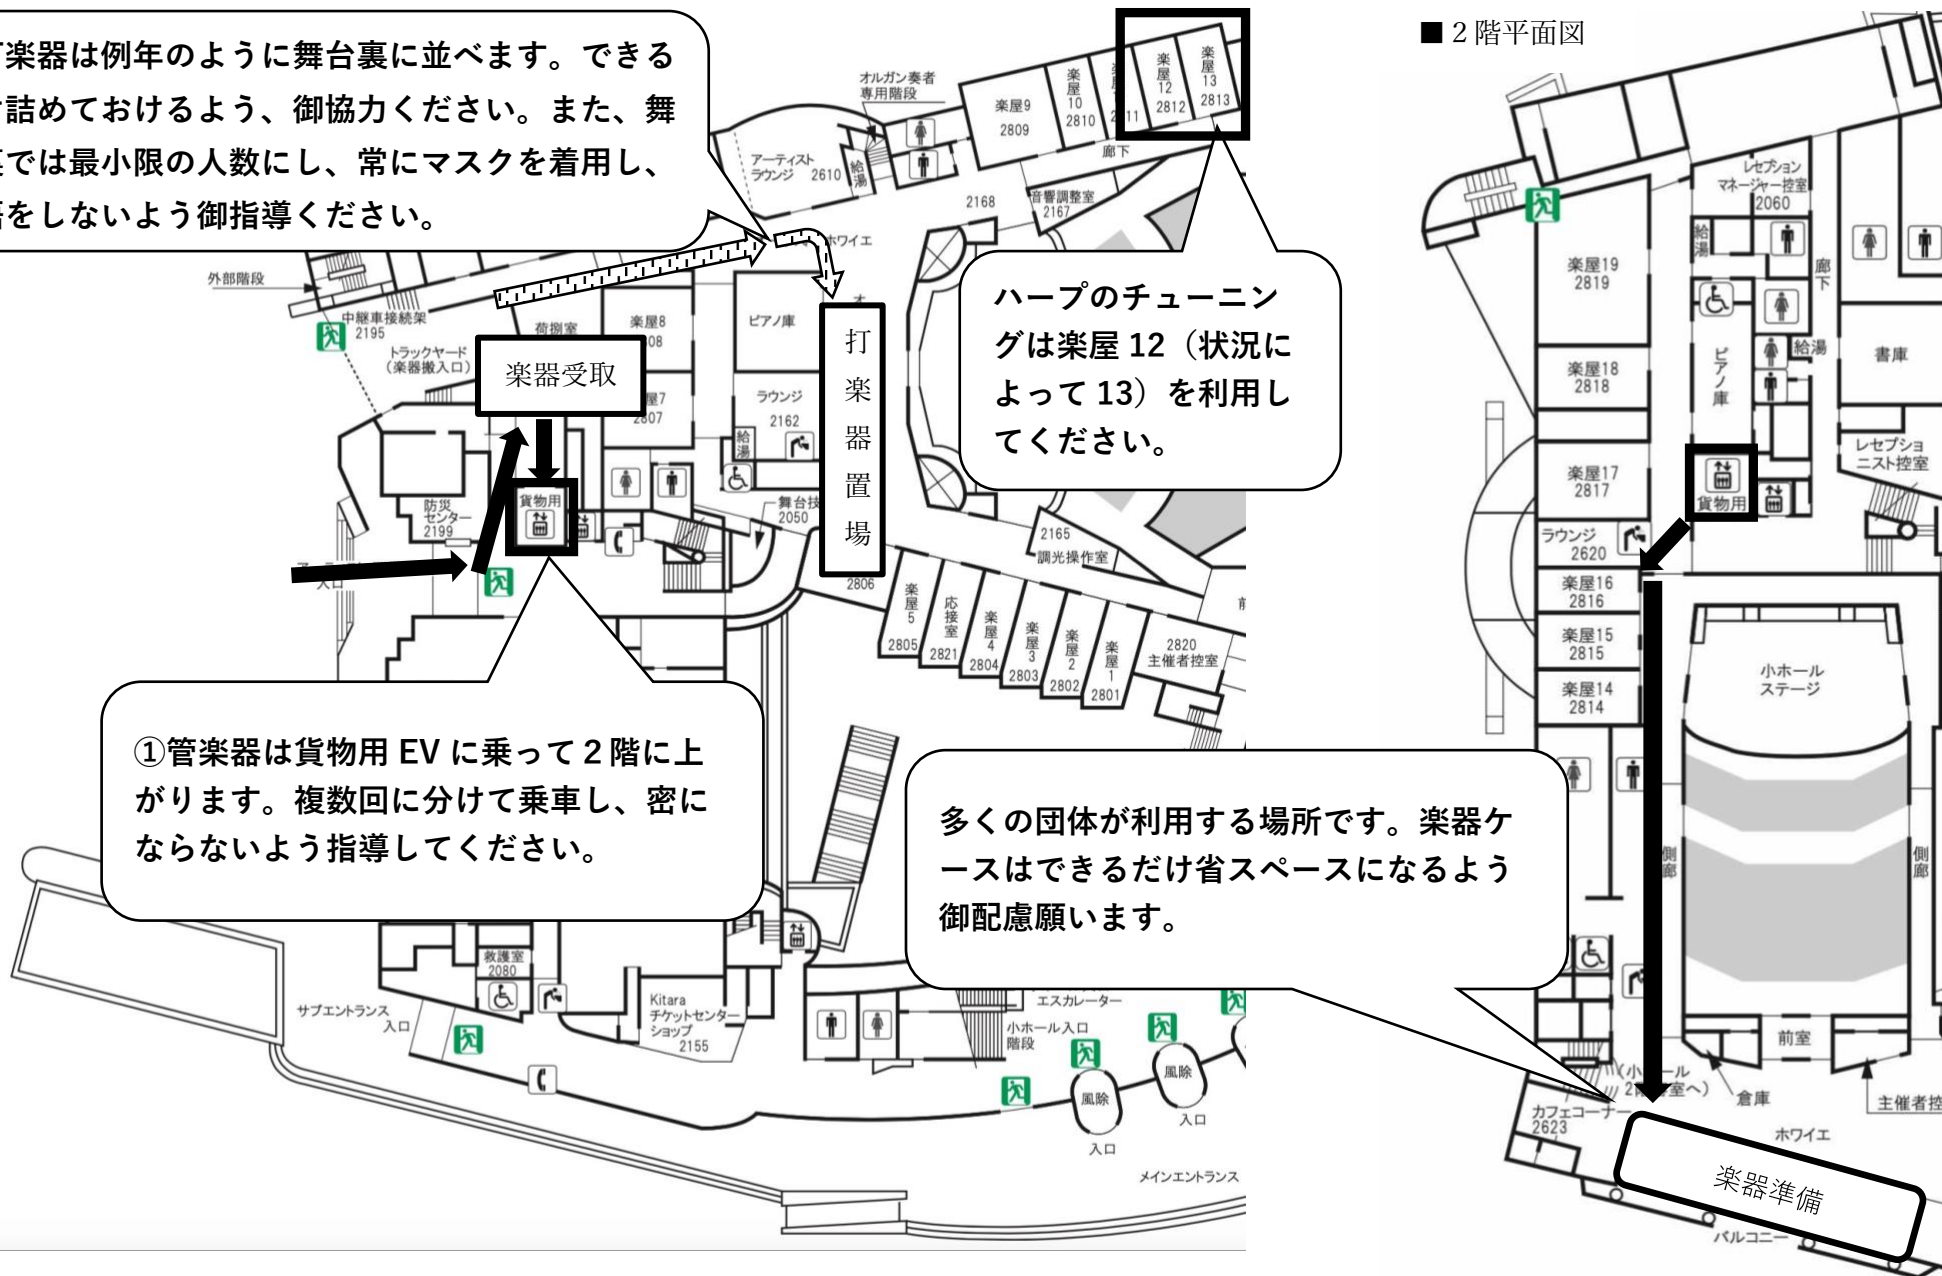 楽器は例年のように舞台裏に並べます。できる
詰めておけるよう、御協力ください。また、舞
では最小限の人数にし、常にマスクを着用し、
をしないよう御指導ください。
オルガン奏者
専用階段
楽屋9
2809
楽屋10
2810
2811
楽屋12
2812
楽屋13
2813
廊下
アーティスト
ラウンジ 2610
給湯
音響調整室
2167
2168
ホワイエ
外部階段
中継車接続架
2195
トラックヤード
(楽器搬入口)
荷捌室
楽器受取
楽屋8
2807
ピアノ庫
ラウンジ
2162
給湯
打楽器置場
ハープのチューニン
グは楽屋 12（状況に
よって 13）を利用し
てください。
防災
センター
2199
貨物用
舞台技
2050
入口
2165
調光操作室
2806
楽屋5
2805
応接室
2821
楽屋4
2804
楽屋3
2803
楽屋2
2802
楽屋1
2801
2820
主催者控室
①管楽器は貨物用 EV に乗って２階に上
がります。複数回に分けて乗車し、密に
ならないよう指導してください。
救護室
2080
サブエントランス
入口
Kitara
チケットセンター
ショップ
2155
エスカレーター
小ホール入口
階段
風除
入口
風除
入口
メインエントランス
■２階平面図
レセプション
マネージャー控室
2060
給湯
廊下
楽屋19
2819
ピアノ庫
給湯
書庫
楽屋18
2818
レセプショ
ニスト控室
楽屋17
2817
貨物用
ラウンジ
2620
楽屋16
2816
楽屋15
2815
楽屋14
2814
小ホール
ステージ
多くの団体が利用する場所です。楽器ケ
ースはできるだけ省スペースになるよう
御配慮願います。
側廊
側廊
前室
倉庫
主催者控
カフェコーナー
2623
ホワイエ
楽器準備
バルコニー